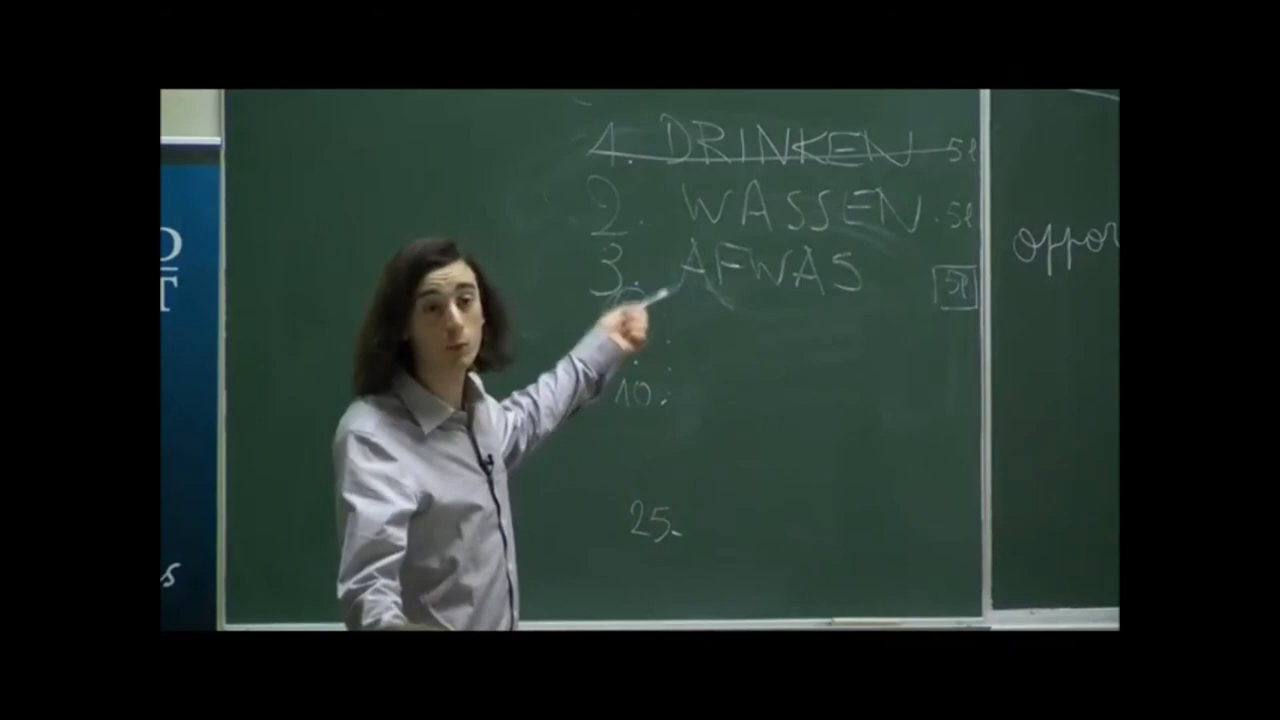 1. DRINKEN 5l
2. WASSEN. 5l
3. AFWAS 5l
10.
25.
oppor